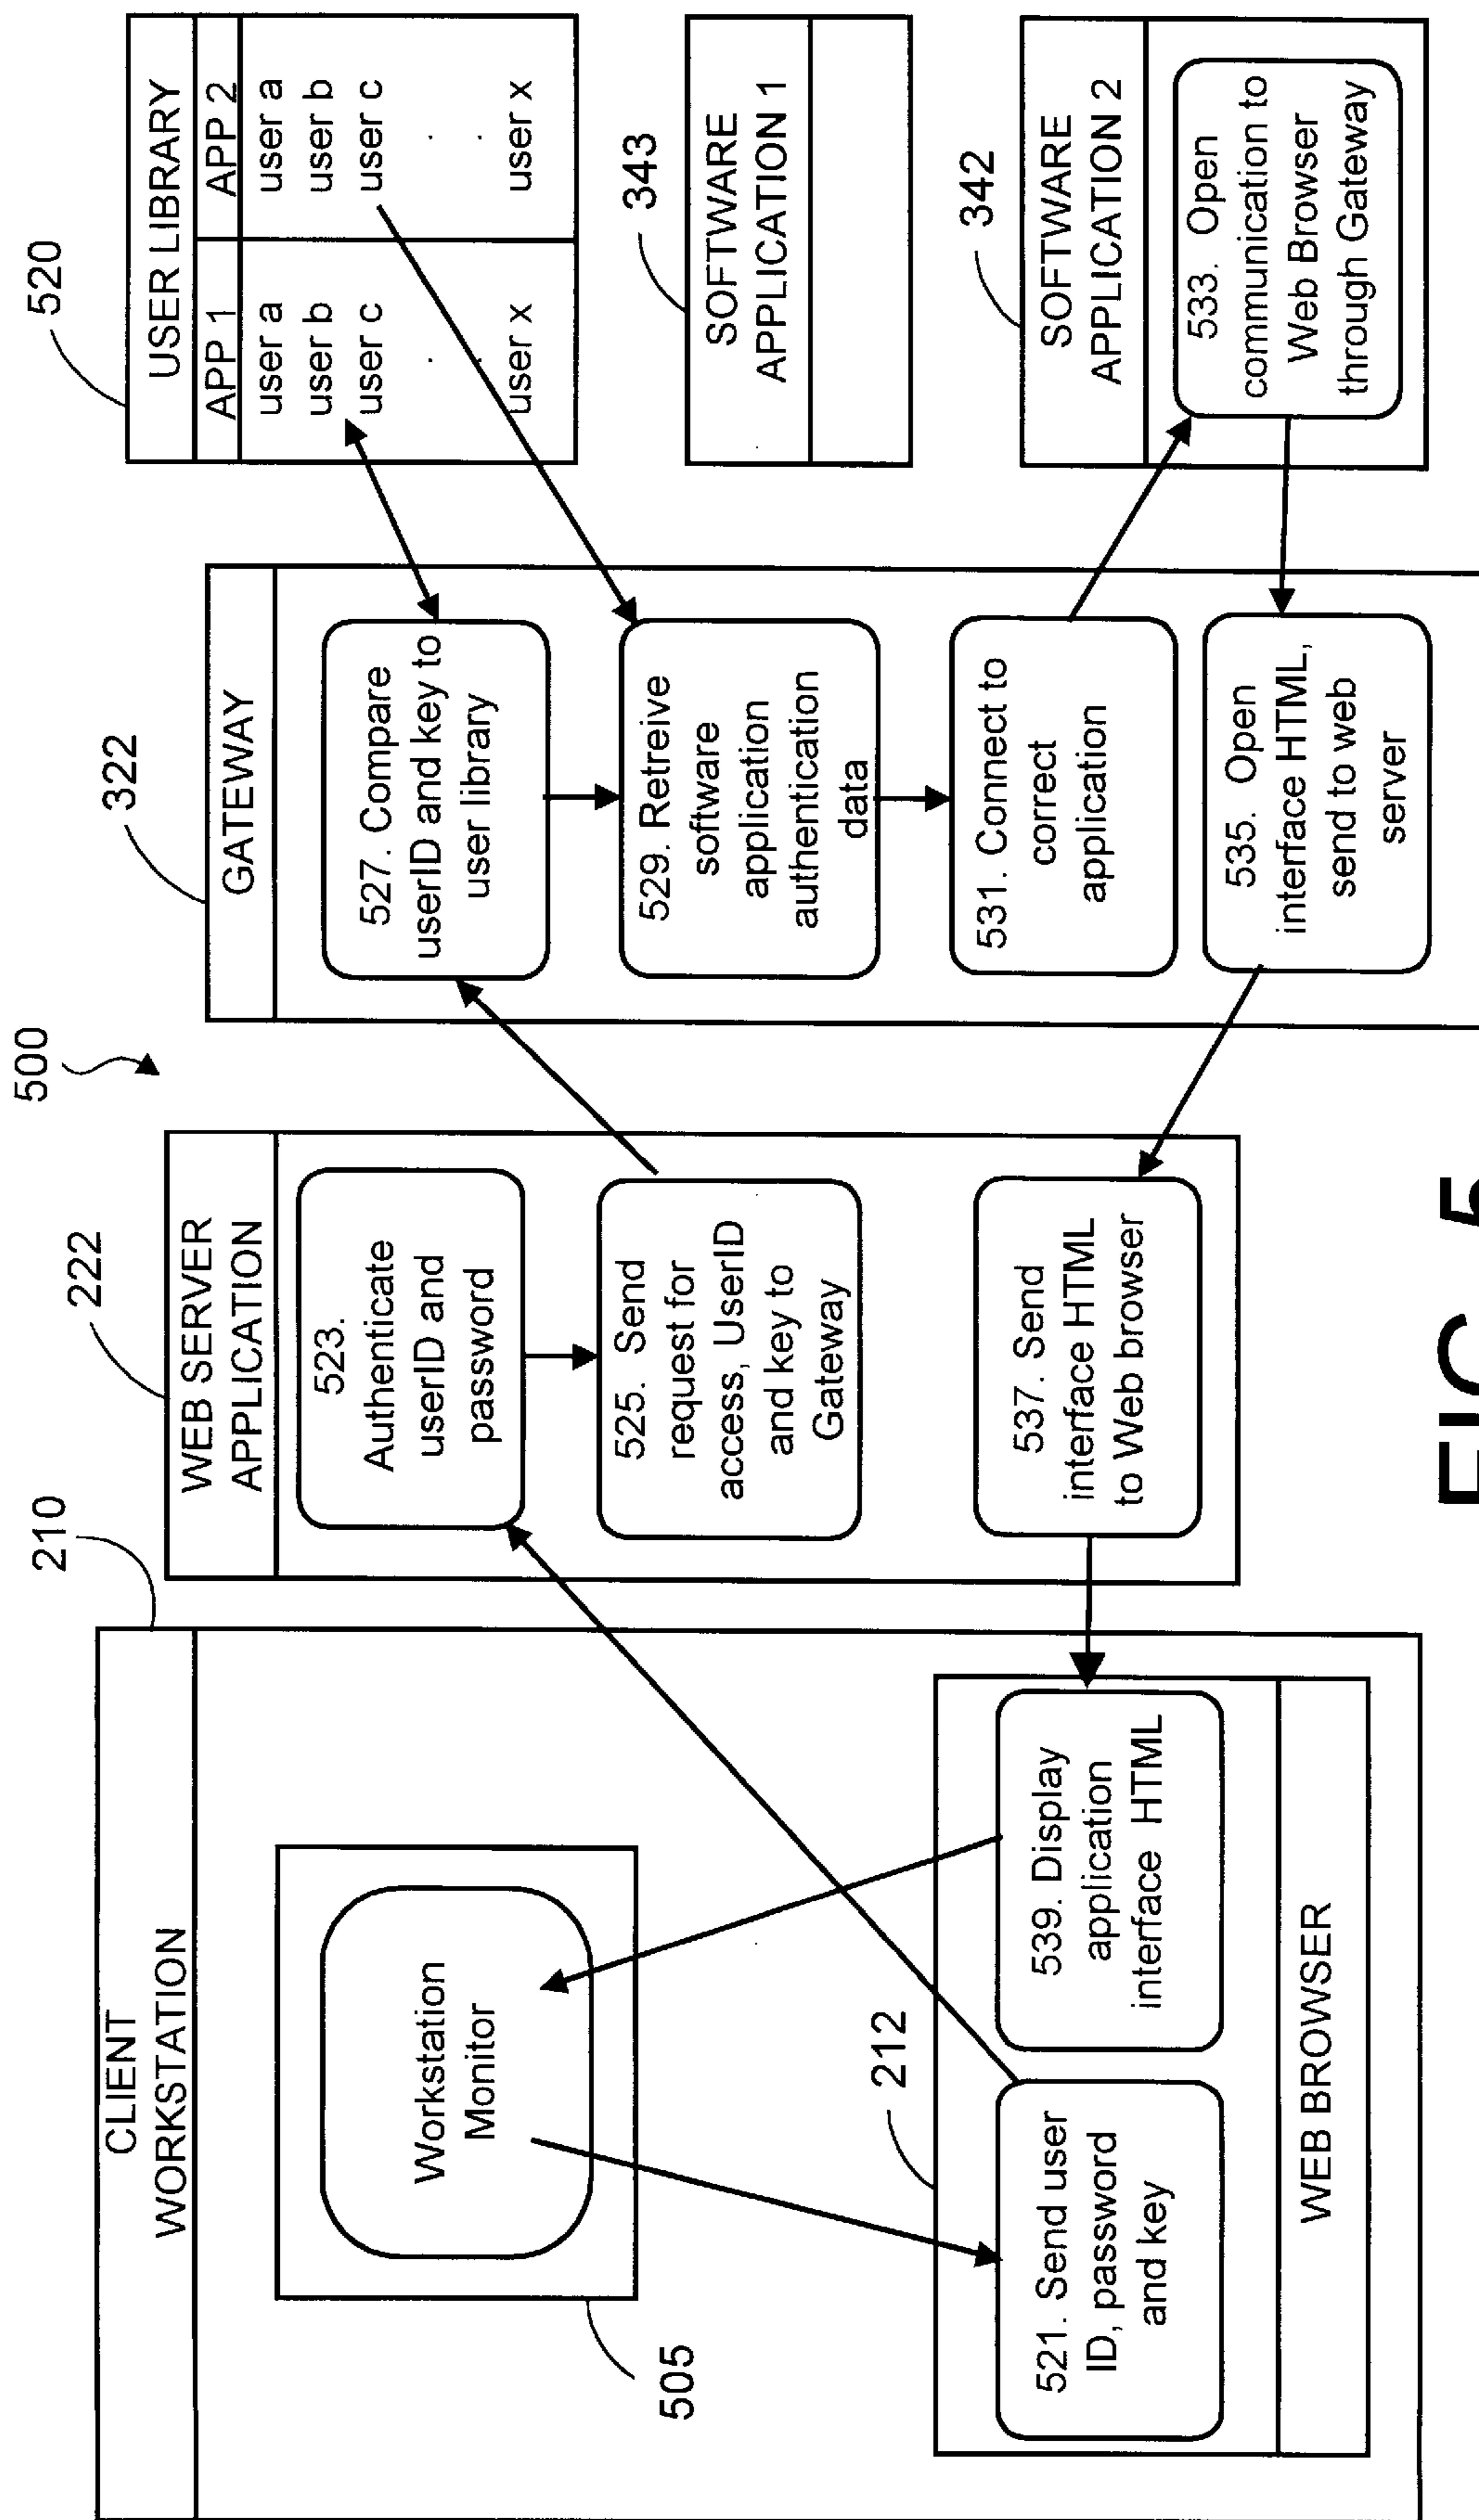 500
210
CLIENT
WORKSTATION
Workstation
Monitor
505
212
521. Send user
ID, password
and key
539. Display
application
interface HTML
WEB BROWSER
222
WEB SERVER
APPLICATION
523.
Authenticate
userID and
password
525. Send
request for
access, UserID
and key to
Gateway
537. Send
interface HTML
to Web browser
322
GATEWAY
527. Compare
userID and key to
user library
529. Retreive
software
application
authentication
data
531. Connect to
correct
application
535. Open
interface HTML,
send to web
server
520
USER LIBRARY
APP 1 APP 2
user a user a
user b user b
user c user c
. .
. .
user x user x
343
SOFTWARE
APPLICATION 1
342
SOFTWARE
APPLICATION 2
533. Open
communication to
Web Browser
through Gateway
FIG. 5